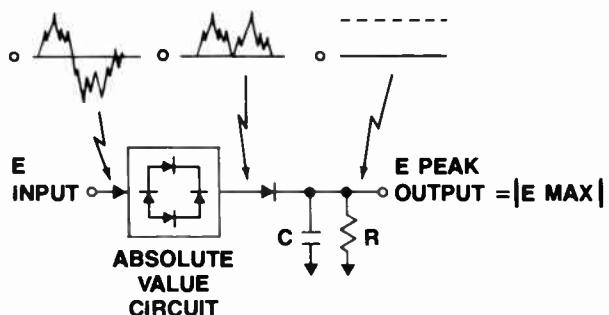 E
INPUT
ABSOLUTE
VALUE
CIRCUIT
C
R
E PEAK
OUTPUT = |E MAX|